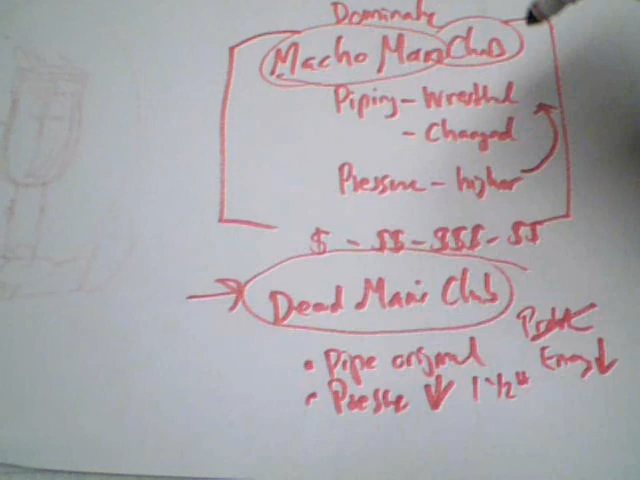 Dominate
Macho Man Club
Piping - Wrestled
- Changed
Pressure - higher
$ - $$ - $$$ - $$
Dead Man's Club
• Pipe original
Energy ↓
• Pressure ↓ 1 1/2"